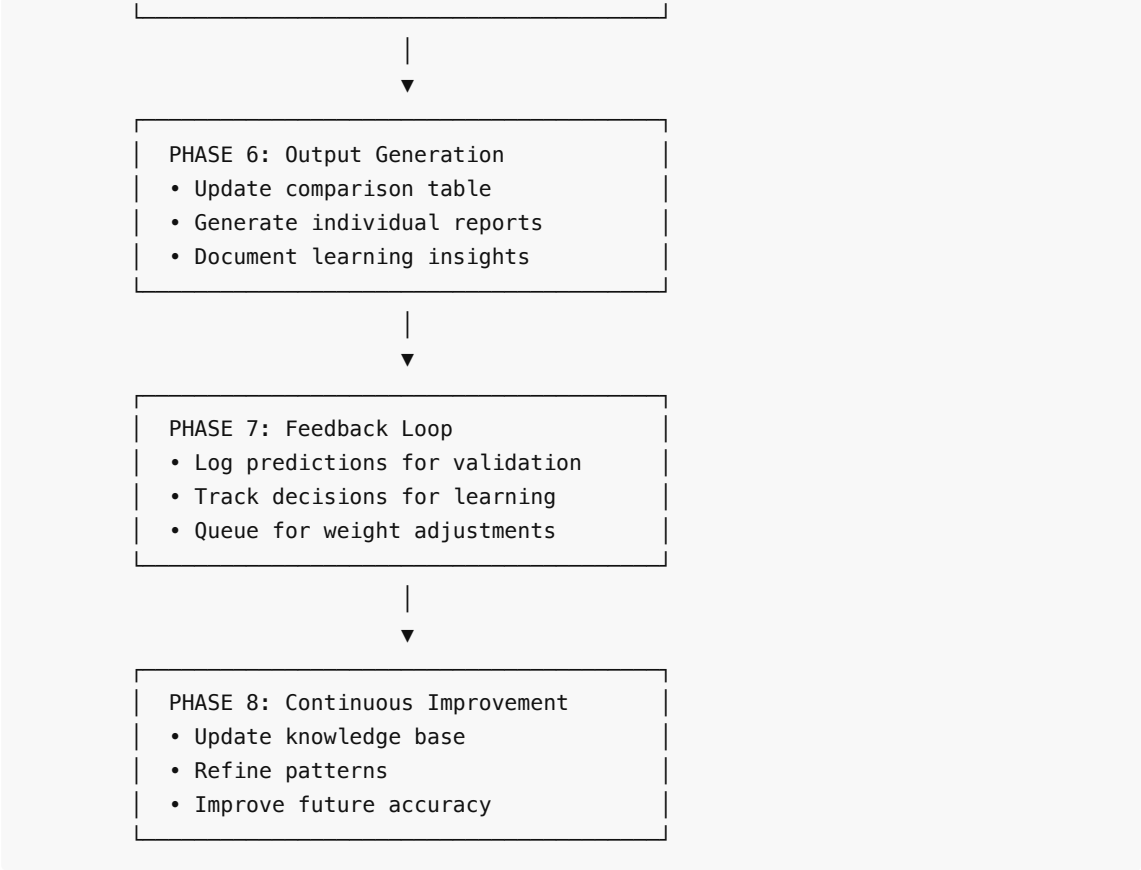 PHASE 6: Output Generation
• Update comparison table
• Generate individual reports
• Document learning insights
PHASE 7: Feedback Loop
• Log predictions for validation
• Track decisions for learning
• Queue for weight adjustments
PHASE 8: Continuous Improvement
• Update knowledge base
• Refine patterns
• Improve future accuracy